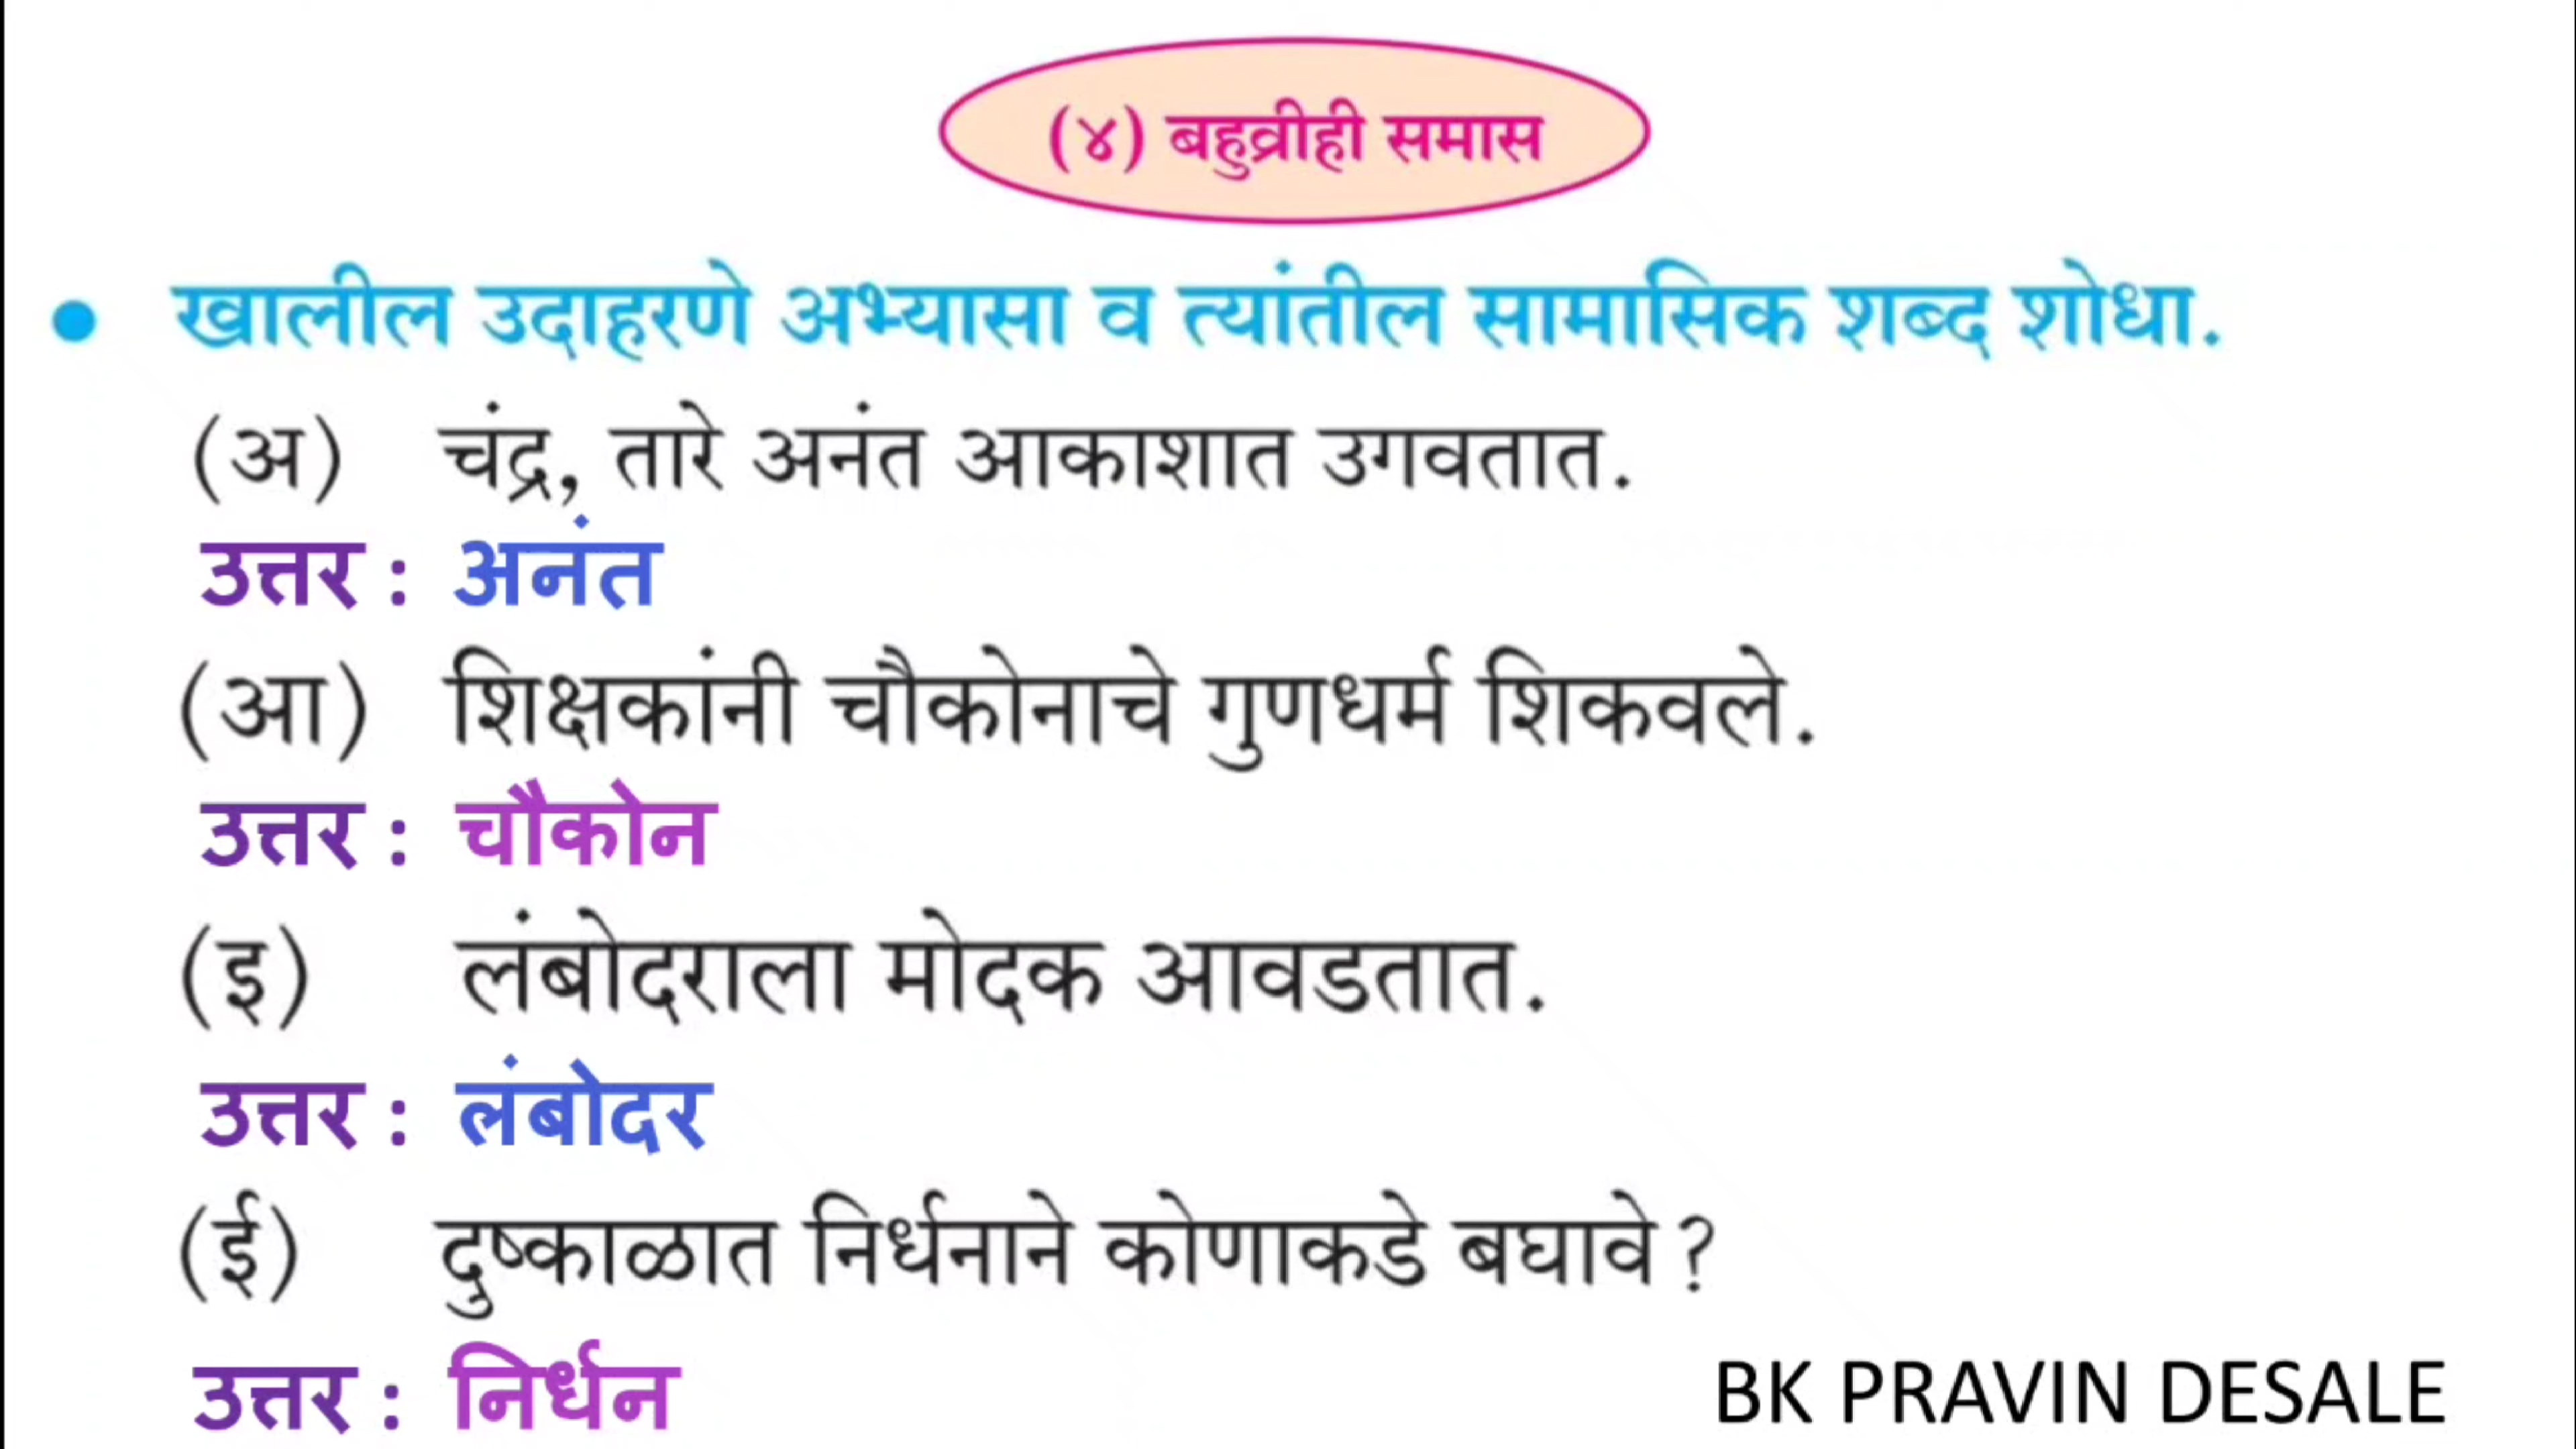 (४) बहुव्रीही समास
• खालील उदाहरणे अभ्यासा व त्यांतील सामासिक शब्द शोधा.
(अ) चंद्र, तारे अनंत आकाशात उगवतात.
उत्तर : अनंत
(आ) शिक्षकांनी चौकोनाचे गुणधर्म शिकवले.
उत्तर : चौकोन
(इ) लंबोदराला मोदक आवडतात.
उत्तर : लंबोदर
(ई) दुष्काळात निर्धनाने कोणाकडे बघावे?
उत्तर : निर्धन
BK PRAVIN DESALE